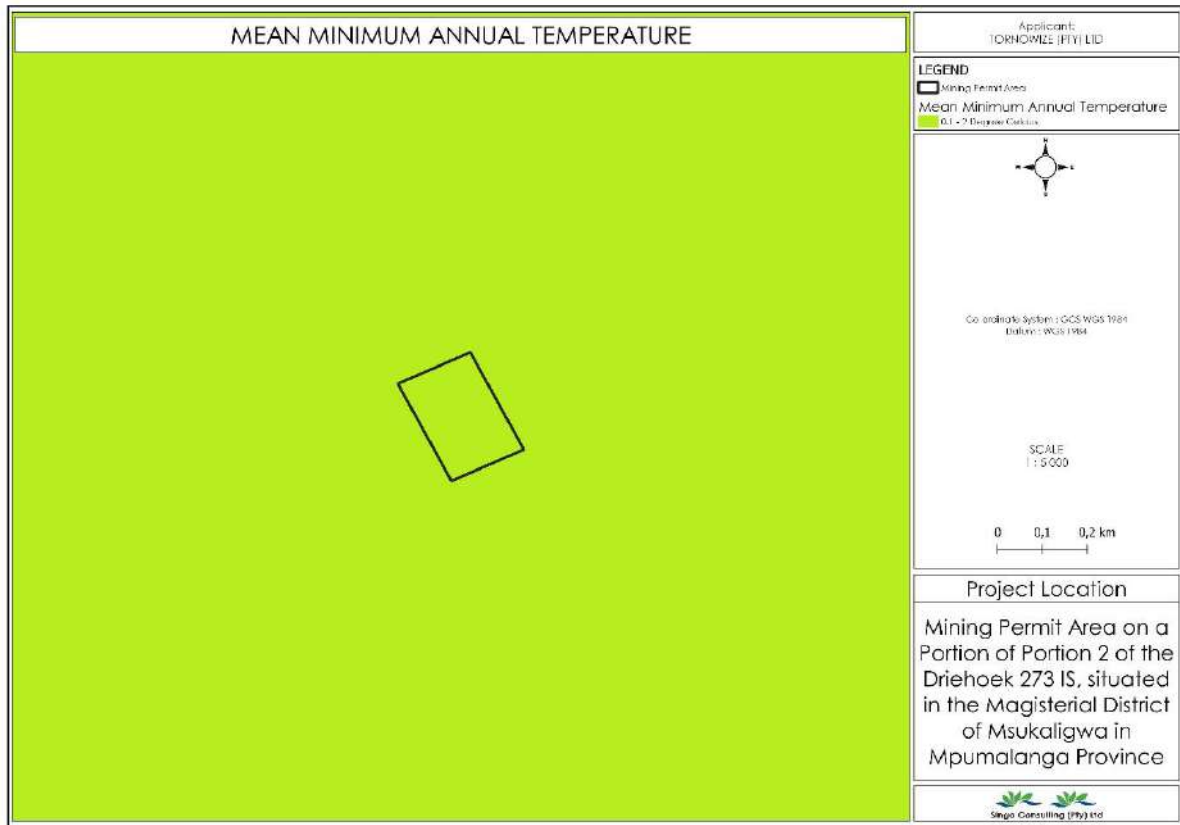 MEAN MINIMUM ANNUAL TEMPERATURE
Applicant:
TORNOWIZE (PTY) LTD
LEGEND
Mining Permit Area
Mean Minimum Annual Temperature
0.1 - 2 Degrees Celcius
N
W
E
S
Co-ordinate System : GCS WGS 1984
Datum : WGS 1984
SCALE
1 : 5 000
0 0,1 0,2 km
Project Location
Mining Permit Area on a
Portion of Portion 2 of the
Driehoek 273 IS, situated
in the Magisterial District
of Msukaligwa in
Mpumalanga Province
Singo Consulting (Pty) Ltd